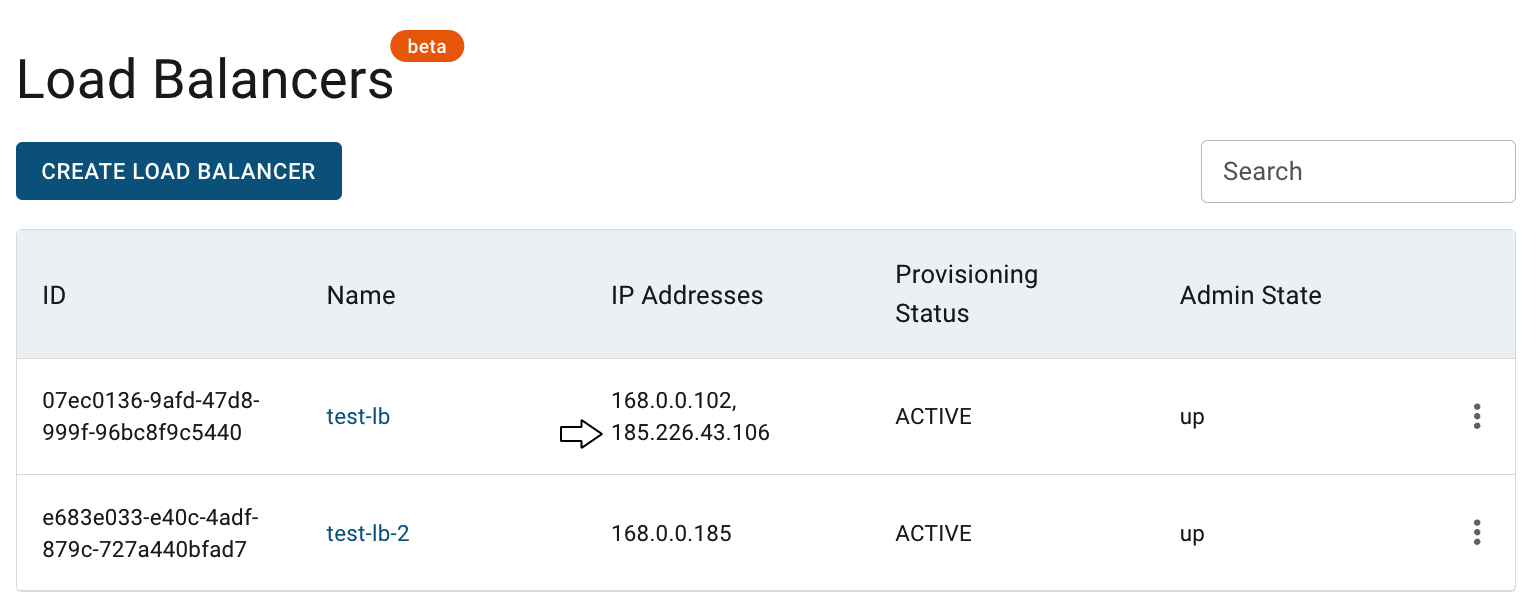 Load Balancers
beta
CREATE LOAD BALANCER
Search
ID
Name
IP Addresses
Provisioning
Status
Admin State
07ec0136-9afd-47d8-
999f-96bc8f9c5440
test-lb
168.0.0.102,
185.226.43.106
ACTIVE
up
e683e033-e40c-4adf-
879c-727a440bfad7
test-lb-2
168.0.0.185
ACTIVE
up